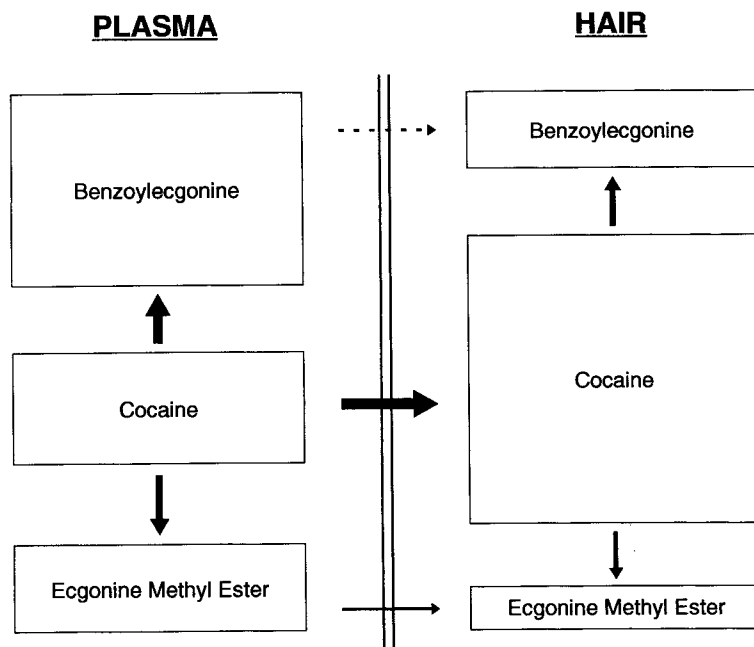 PLASMA
HAIR
Benzoylecgonine
Benzoylecgonine
Cocaine
Cocaine
Ecgonine Methyl Ester
Ecgonine Methyl Ester